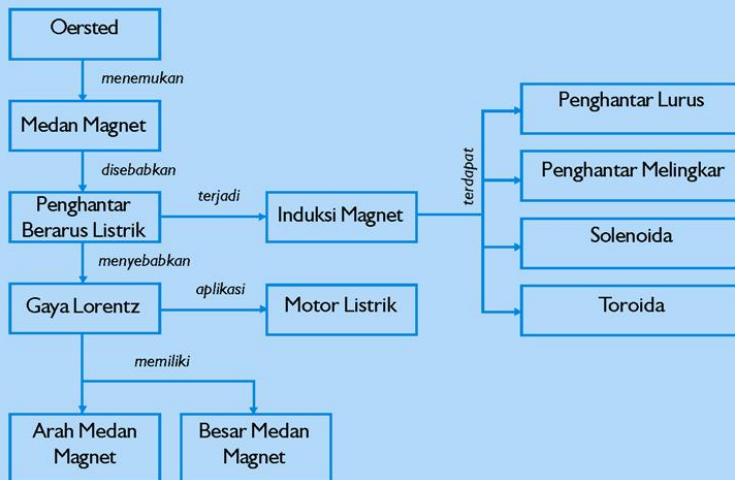 Oersted
menemukan
Medan Magnet
disebabkan
Penghantar
Berarus Listrik
terjadi
Induksi Magnet
terdapat
Penghantar Lurus
Penghantar Melingkar
Solenoida
Toroida
menyebabkan
Gaya Lorentz
aplikasi
Motor Listrik
memiliki
Arah Medan
Magnet
Besar Medan
Magnet